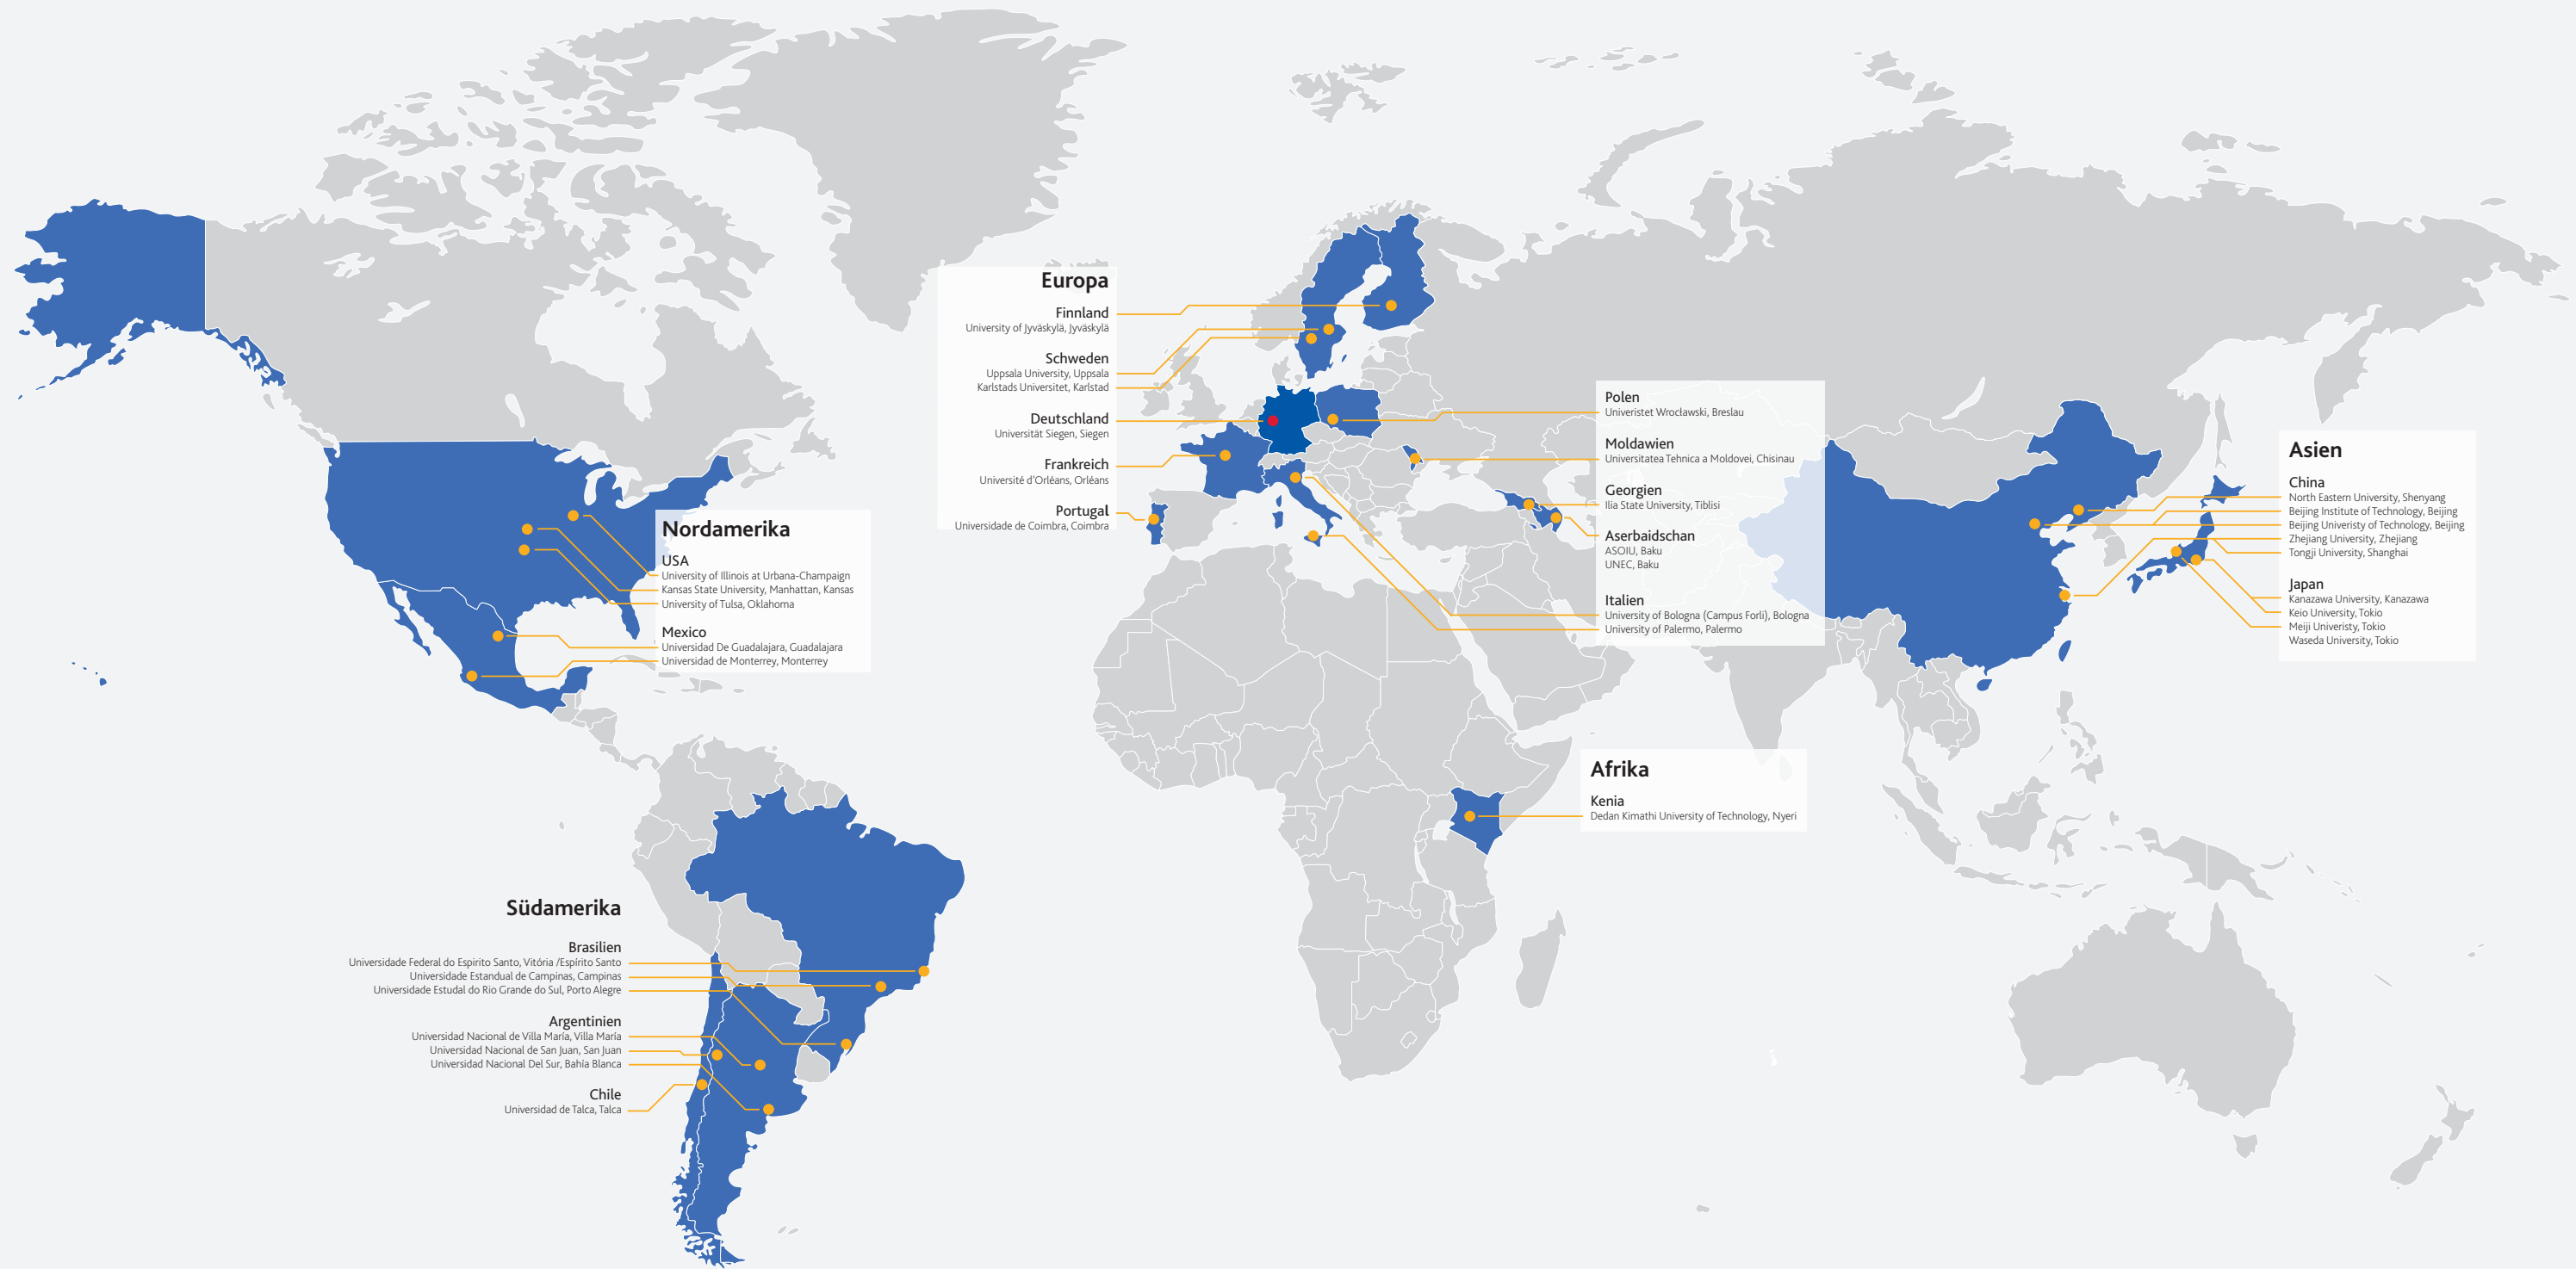 Europa
Finnland
University of Jyväskylä, Jyväskylä
Schweden
Uppsala University, Uppsala
Karlstads Universitet, Karlstad
Deutschland
Universität Siegen, Siegen
Frankreich
Université d'Orléans, Orléans
Portugal
Universidade de Coimbra, Coimbra
Polen
Univeristet Wrocławski, Breslau
Moldawien
Universitatea Tehnica a Moldovei, Chisinau
Georgien
Ilia State University, Tiblisi
Aserbaidschan
ASOIU, Baku
UNEC, Baku
Italien
University of Bologna (Campus Forlì), Bologna
University of Palermo, Palermo
Asien
China
North Eastern University, Shenyang
Beijing Institute of Technology, Beijing
Beijing Univeristy of Technology, Beijing
Zhejiang University, Zhejiang
Tongji University, Shanghai
Japan
Kanazawa University, Kanazawa
Keio University, Tokio
Meiji Univeristy, Tokio
Waseda University, Tokio
Nordamerika
USA
University of Illinois at Urbana-Champaign
Kansas State University, Manhattan, Kansas
University of Tulsa, Oklahoma
Mexico
Universidad De Guadalajara, Guadalajara
Universidad de Monterrey, Monterrey
Afrika
Kenia
Dedan Kimathi University of Technology, Nyeri
Südamerika
Brasilien
Universidade Federal do Espirito Santo, Vitória /Espírito Santo
Universidade Estandual de Campinas, Campinas
Universidade Estudal do Rio Grande do Sul, Porto Alegre
Argentinien
Universidad Nacional de Villa María, Villa María
Universidad Nacional de San Juan, San Juan
Universidad Nacional Del Sur, Bahía Blanca
Chile
Universidad de Talca, Talca